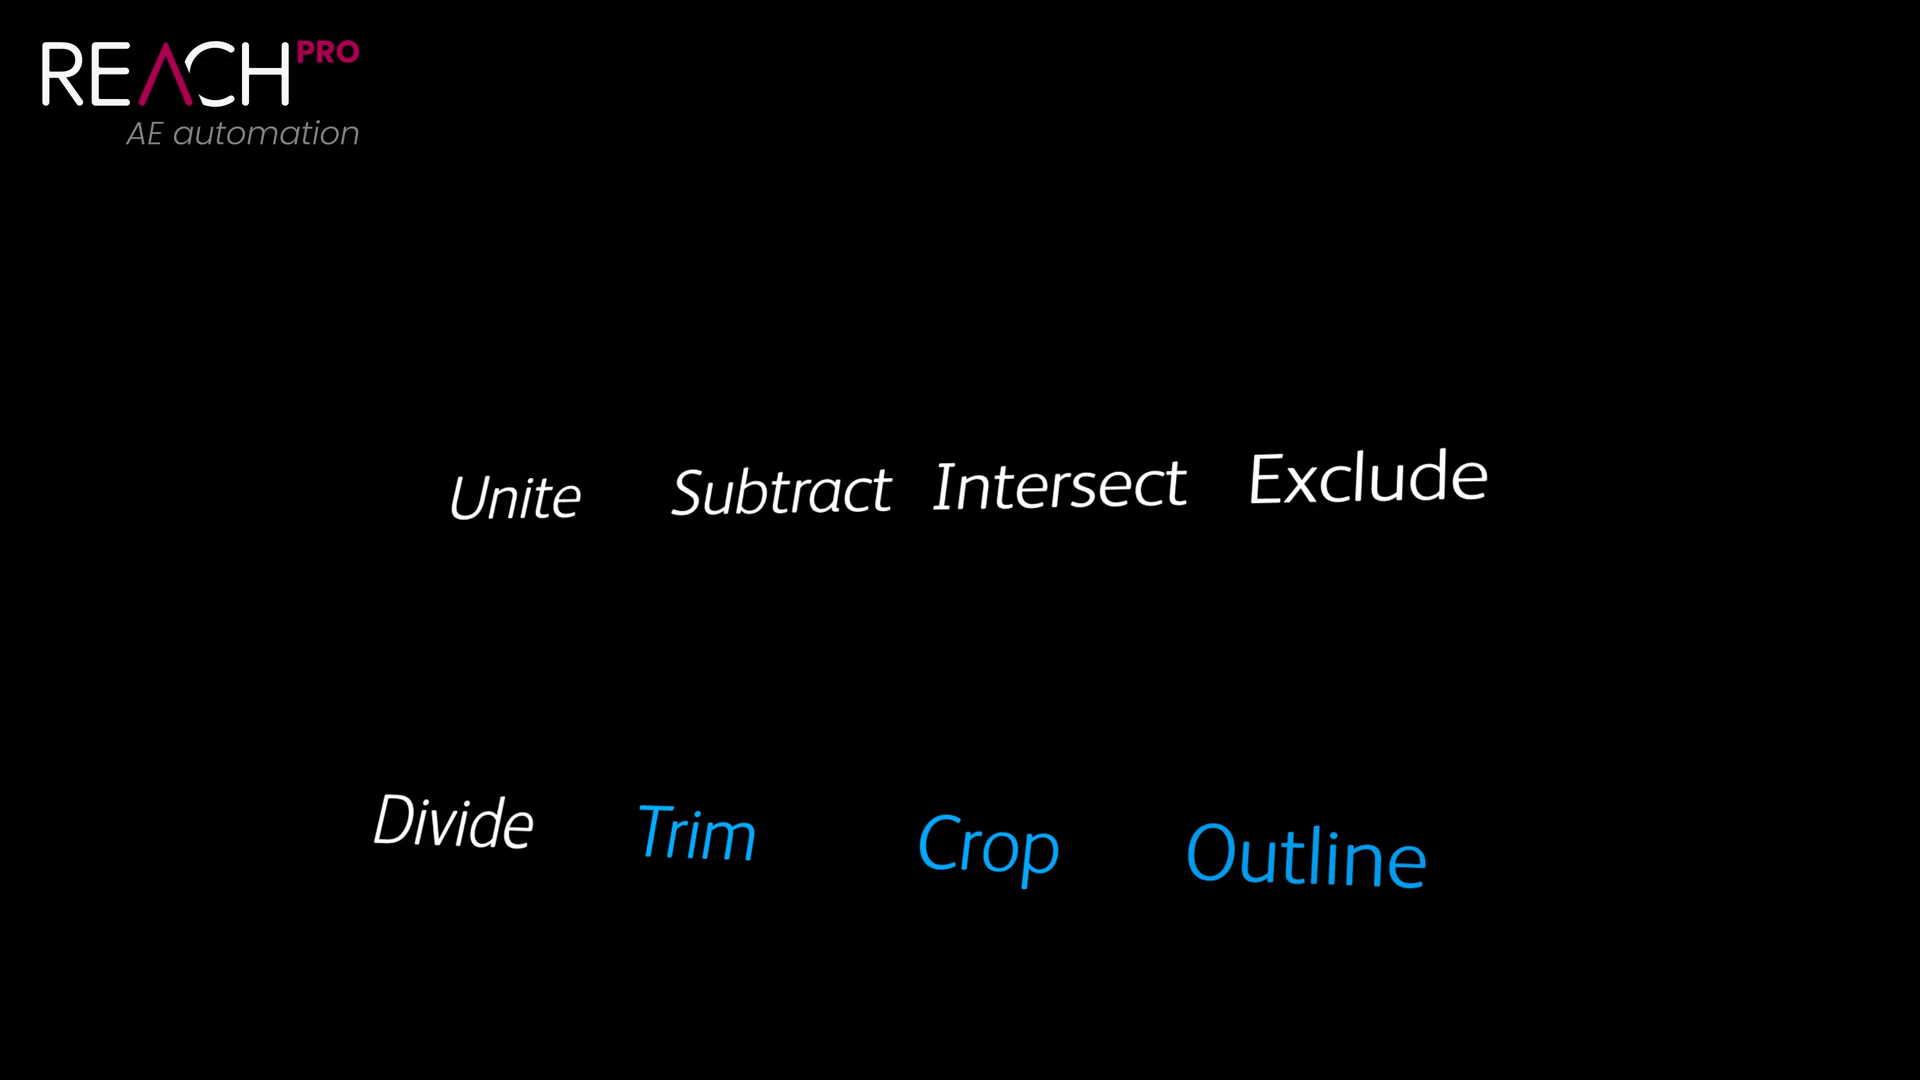 REACH PRO
AE automation
Unite Subtract Intersect Exclude
Divide Trim Crop Outline